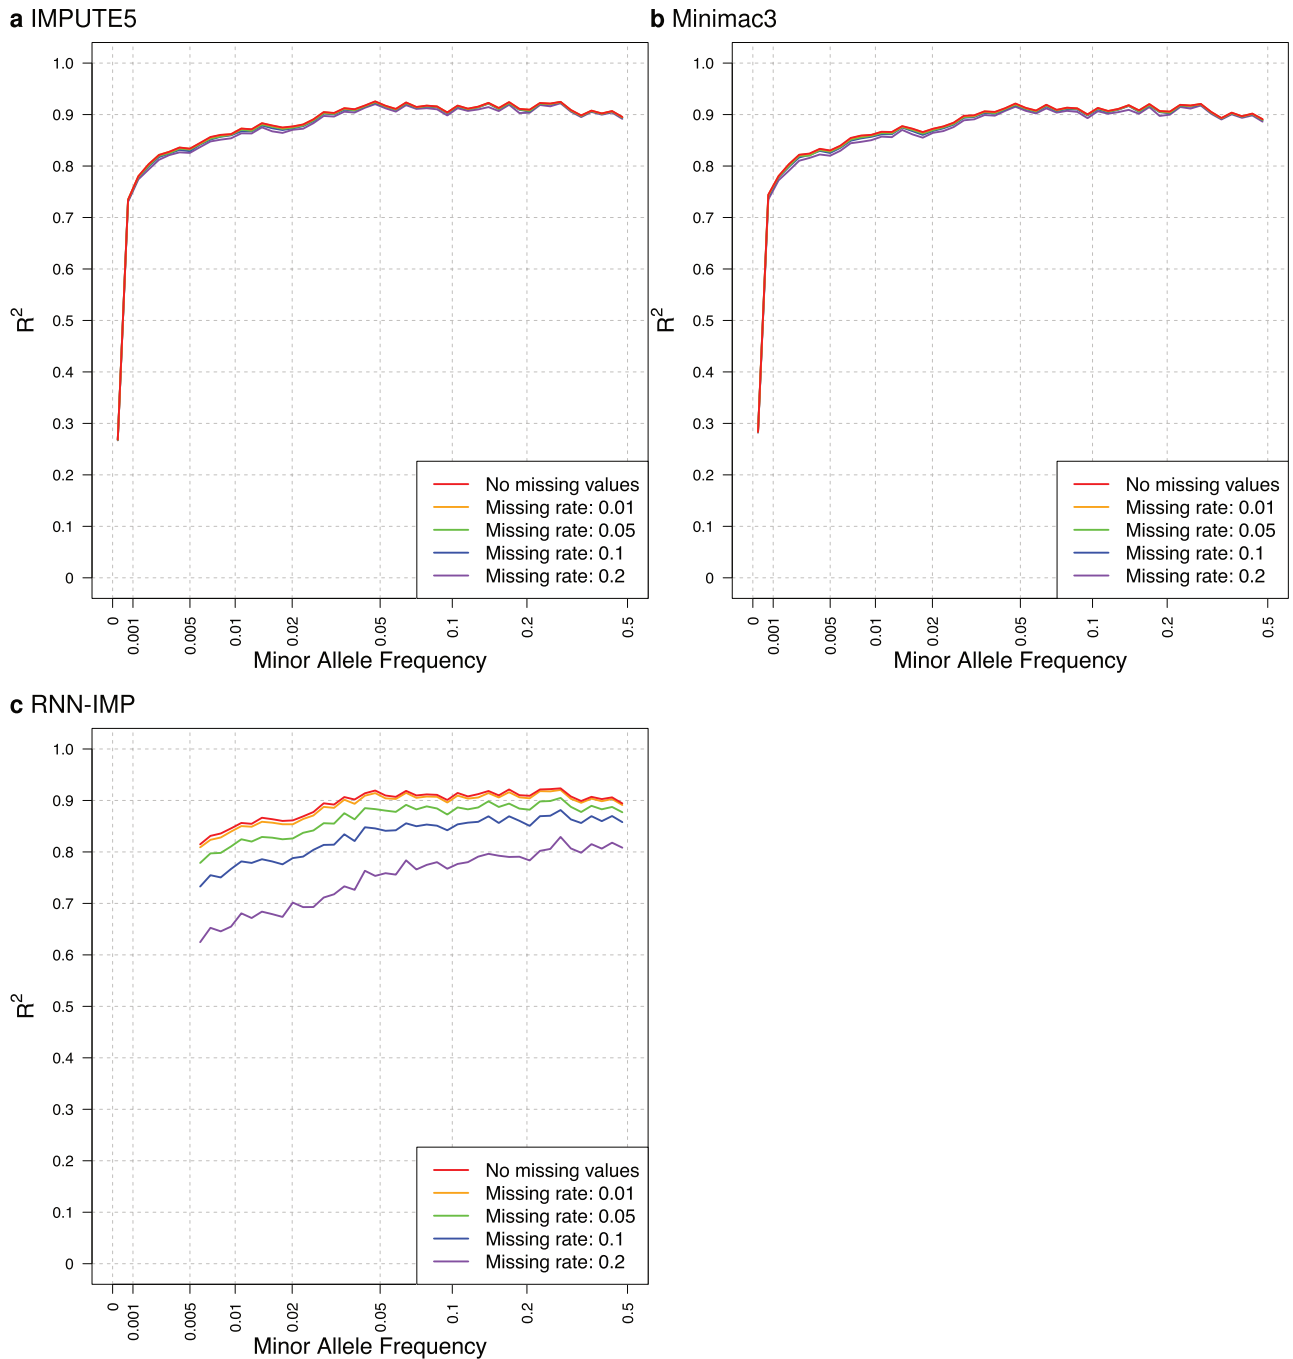 a IMPUTE5
1.0
0.9
0.8
0.7
0.6
0.5
0.4
0.3
0.2
0.1
0
R2
No missing values
Missing rate: 0.01
Missing rate: 0.05
Missing rate: 0.1
Missing rate: 0.2
0 0.001 0.005 0.01 0.02 0.05 0.1 0.2 0.5
Minor Allele Frequency
b Minimac3
1.0
0.9
0.8
0.7
0.6
0.5
0.4
0.3
0.2
0.1
0
R2
No missing values
Missing rate: 0.01
Missing rate: 0.05
Missing rate: 0.1
Missing rate: 0.2
0 0.001 0.005 0.01 0.02 0.05 0.1 0.2 0.5
Minor Allele Frequency
c RNN-IMP
1.0
0.9
0.8
0.7
0.6
0.5
0.4
0.3
0.2
0.1
0
R2
No missing values
Missing rate: 0.01
Missing rate: 0.05
Missing rate: 0.1
Missing rate: 0.2
0 0.001 0.005 0.01 0.02 0.05 0.1 0.2 0.5
Minor Allele Frequency